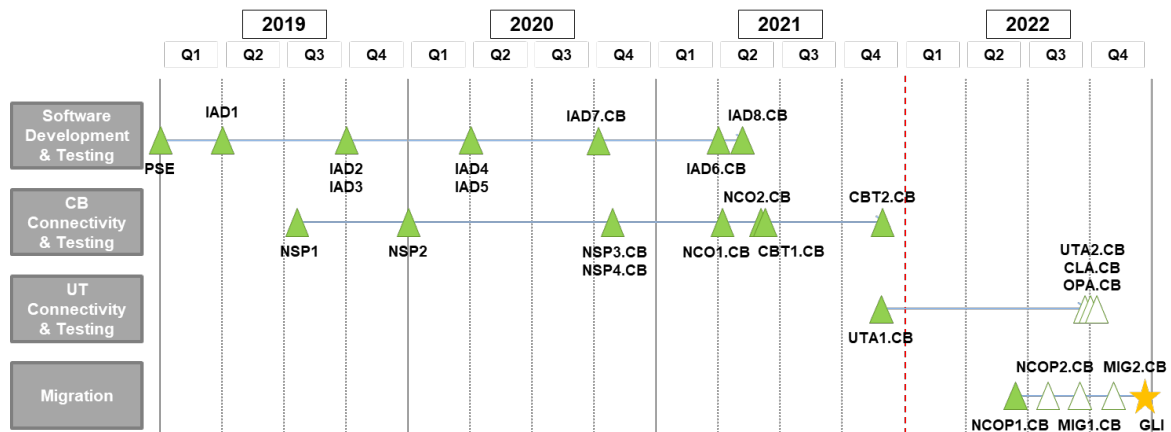 2019
2020
2021
2022
Q1
Q2
Q3
Q4
Q1
Q2
Q3
Q4
Q1
Q2
Q4
Q1
Q2
Q3
Q4
Software
Development
& Testing
IAD1
IAD7.CB
IAD8.CB
PSE
IAD2
IAD3
IAD4
IAD5
IAD6.CB
CB
Connectivity
& Testing
NCO2.CB
CBT2.CB
NSP1
NSP2
NSP3.CB
NSP4.CB
NCO1.CB
CBT1.CB
UT
Connectivity
& Testing
UTA2.CB
CLA.CB
OPA.CB
UTA1.CB
Migration
NCOP2.CB
MIG2.CB
NCOP1.CB
MIG1.CB
GLI